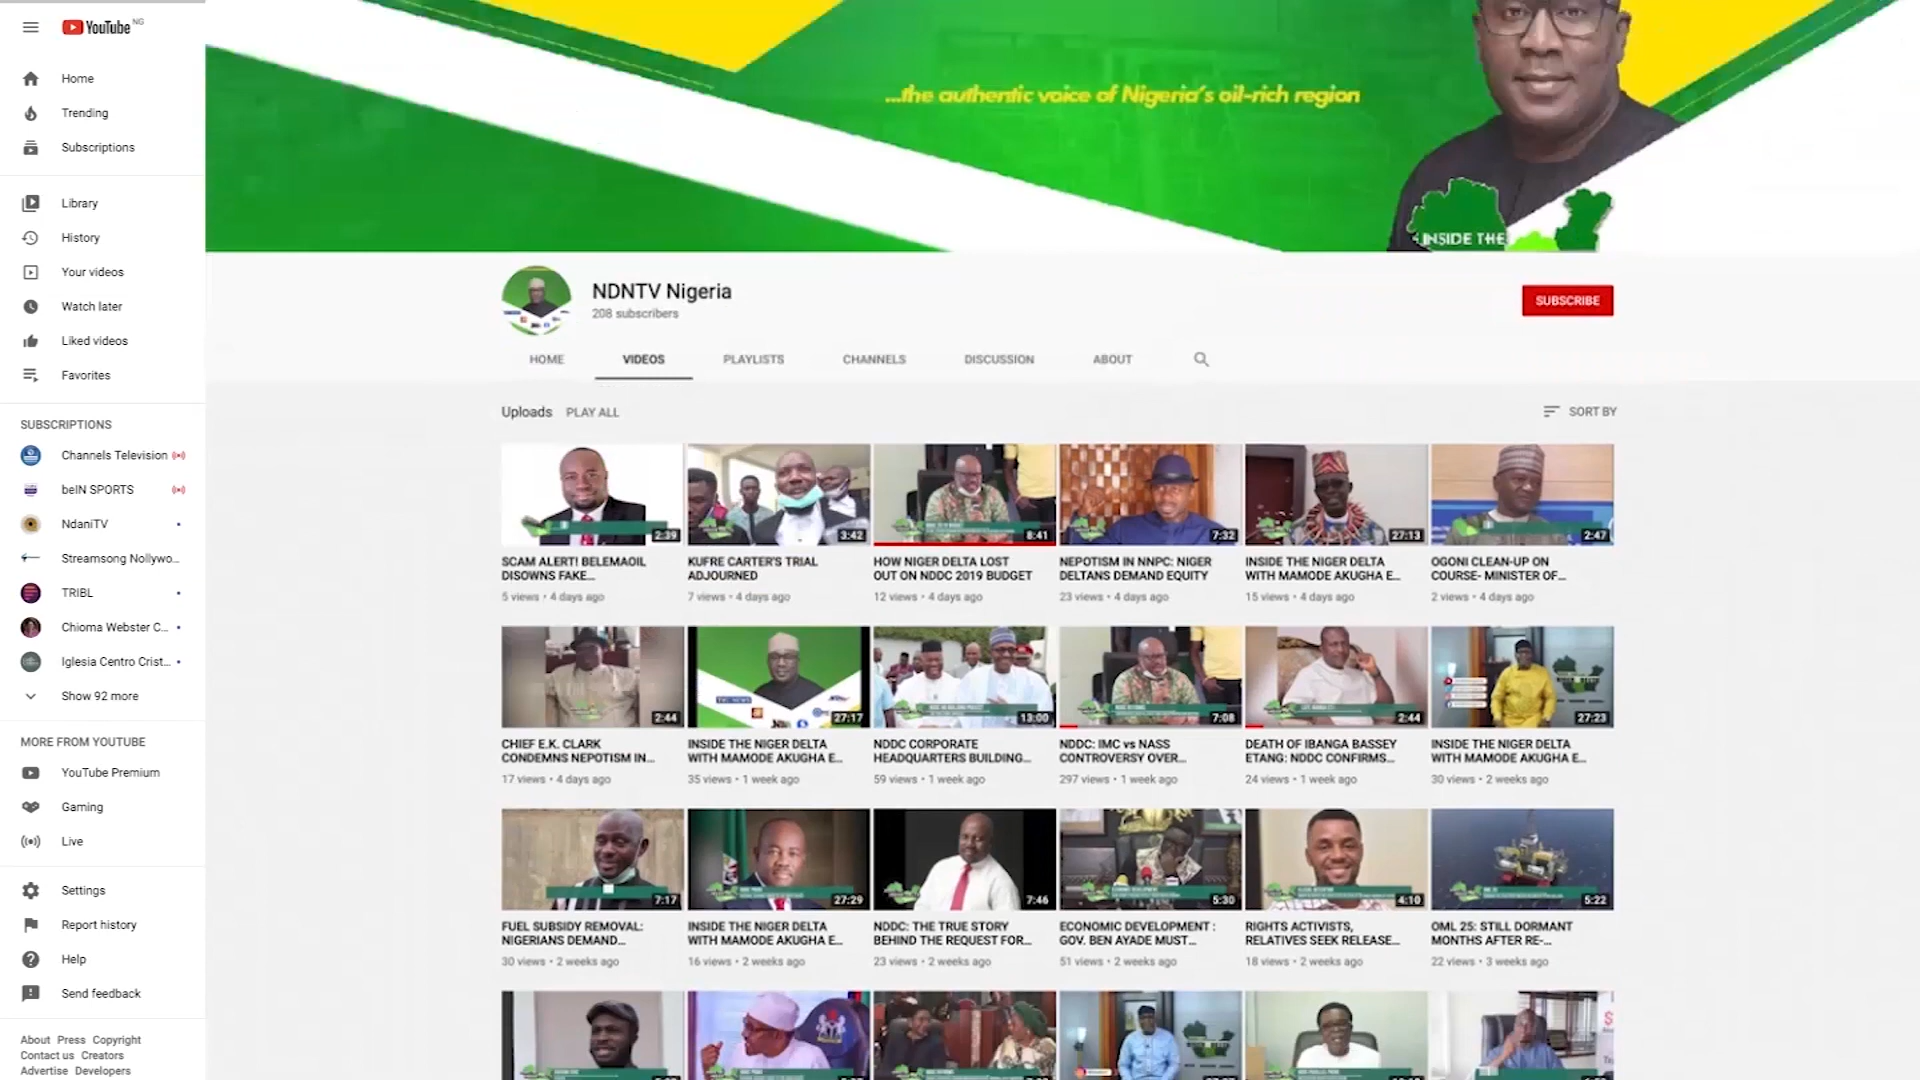 YouTube NG
Home
Trending
Subscriptions
Library
History
Your videos
Watch later
Liked videos
Favorites
SUBSCRIPTIONS
Channels Television
beIN SPORTS
NdaniTV
Streamsong Nollywo...
TRIBL
Chioma Webster C...
Iglesia Centro Crist...
Show 92 more
MORE FROM YOUTUBE
YouTube Premium
Gaming
Live
Settings
Report history
Help
Send feedback
About Press Copyright
Contact us Creators
Advertise Developers
...the authentic voice of Nigeria's oil-rich region
INSIDE THE
NDNTV Nigeria
208 subscribers
SUBSCRIBE
HOME VIDEOS PLAYLISTS CHANNELS DISCUSSION ABOUT
Uploads PLAY ALL SORT BY
2:39 3:42 8:41 7:32 27:13 2:47
SCAM ALERT! BELEMAOIL
DISOWNS FAKE...
5 views • 4 days ago
KUFRE CARTER'S TRIAL
ADJOURNED
7 views • 4 days ago
HOW NIGER DELTA LOST
OUT ON NDDC 2019 BUDGET
12 views • 4 days ago
NEPOTISM IN NNPC: NIGER
DELTANS DEMAND EQUITY
23 views • 4 days ago
INSIDE THE NIGER DELTA
WITH MAMODE AKUGHA E...
15 views • 4 days ago
OGONI CLEAN-UP ON
COURSE- MINISTER OF...
2 views • 4 days ago
2:44 27:17 13:00 7:08 2:44 27:23
CHIEF E.K. CLARK
CONDEMNS NEPOTISM IN...
17 views • 4 days ago
INSIDE THE NIGER DELTA
WITH MAMODE AKUGHA E...
35 views • 1 week ago
NDDC CORPORATE
HEADQUARTERS BUILDING...
59 views • 1 week ago
NDDC: IMC vs NASS
CONTROVERSY OVER...
297 views • 1 week ago
DEATH OF IBANGA BASSEY
ETANG: NDDC CONFIRMS...
24 views • 1 week ago
INSIDE THE NIGER DELTA
WITH MAMODE AKUGHA E...
30 views • 2 weeks ago
7:17 27:29 7:46 5:30 4:10 5:22
FUEL SUBSIDY REMOVAL:
NIGERIANS DEMAND...
30 views • 2 weeks ago
INSIDE THE NIGER DELTA
WITH MAMODE AKUGHA E...
16 views • 2 weeks ago
NDDC: THE TRUE STORY
BEHIND THE REQUEST FOR...
23 views • 2 weeks ago
ECONOMIC DEVELOPMENT :
GOV. BEN AYADE MUST...
51 views • 2 weeks ago
RIGHTS ACTIVISTS,
RELATIVES SEEK RELEASE...
18 views • 2 weeks ago
OML 25: STILL DORMANT
MONTHS AFTER RE-...
22 views • 3 weeks ago